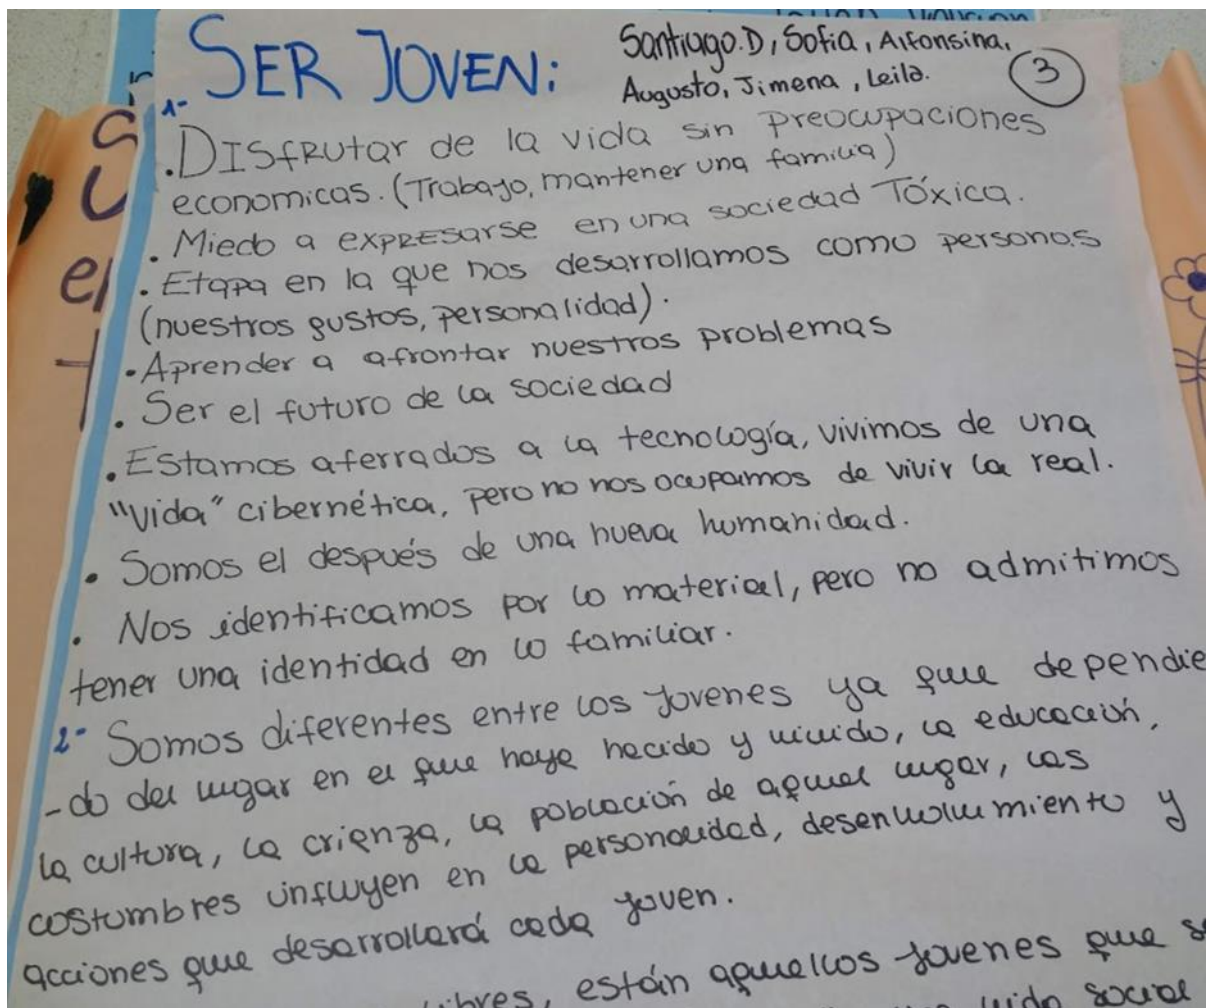 SER JOVEN:
Santiago.D, Sofia, Alfonsina,
Augusto, Jimena, Leila.
3
1-
.Disfrutar de la vida sin preocupaciones
economicas. (Trabajo, mantener una familia)
. Miedo a expresarse en una sociedad Tóxica.
. Etapa en la que nos desarrollamos como personas
(nuestros gustos, personalidad).
. Aprender a afrontar nuestros problemas
. Ser el futuro de la sociedad
. Estamos aferrados a la tecnología, vivimos de una
"vida" cibernética, pero no nos ocupamos de vivir la real.
. Somos el después de una nueva humanidad.
. Nos identificamos por lo material, pero no admitimos
tener una identidad en lo familiar.
2- Somos diferentes entre los jovenes ya que dependie
-do del lugar en el que haya nacido y vivido, la educación,
la cultura, la crienza, la población de aquel lugar, las
costumbres influyen en la personalidad, desenvolvimiento y
acciones que desarrollará cada joven.
están aquellos jovenes que
social